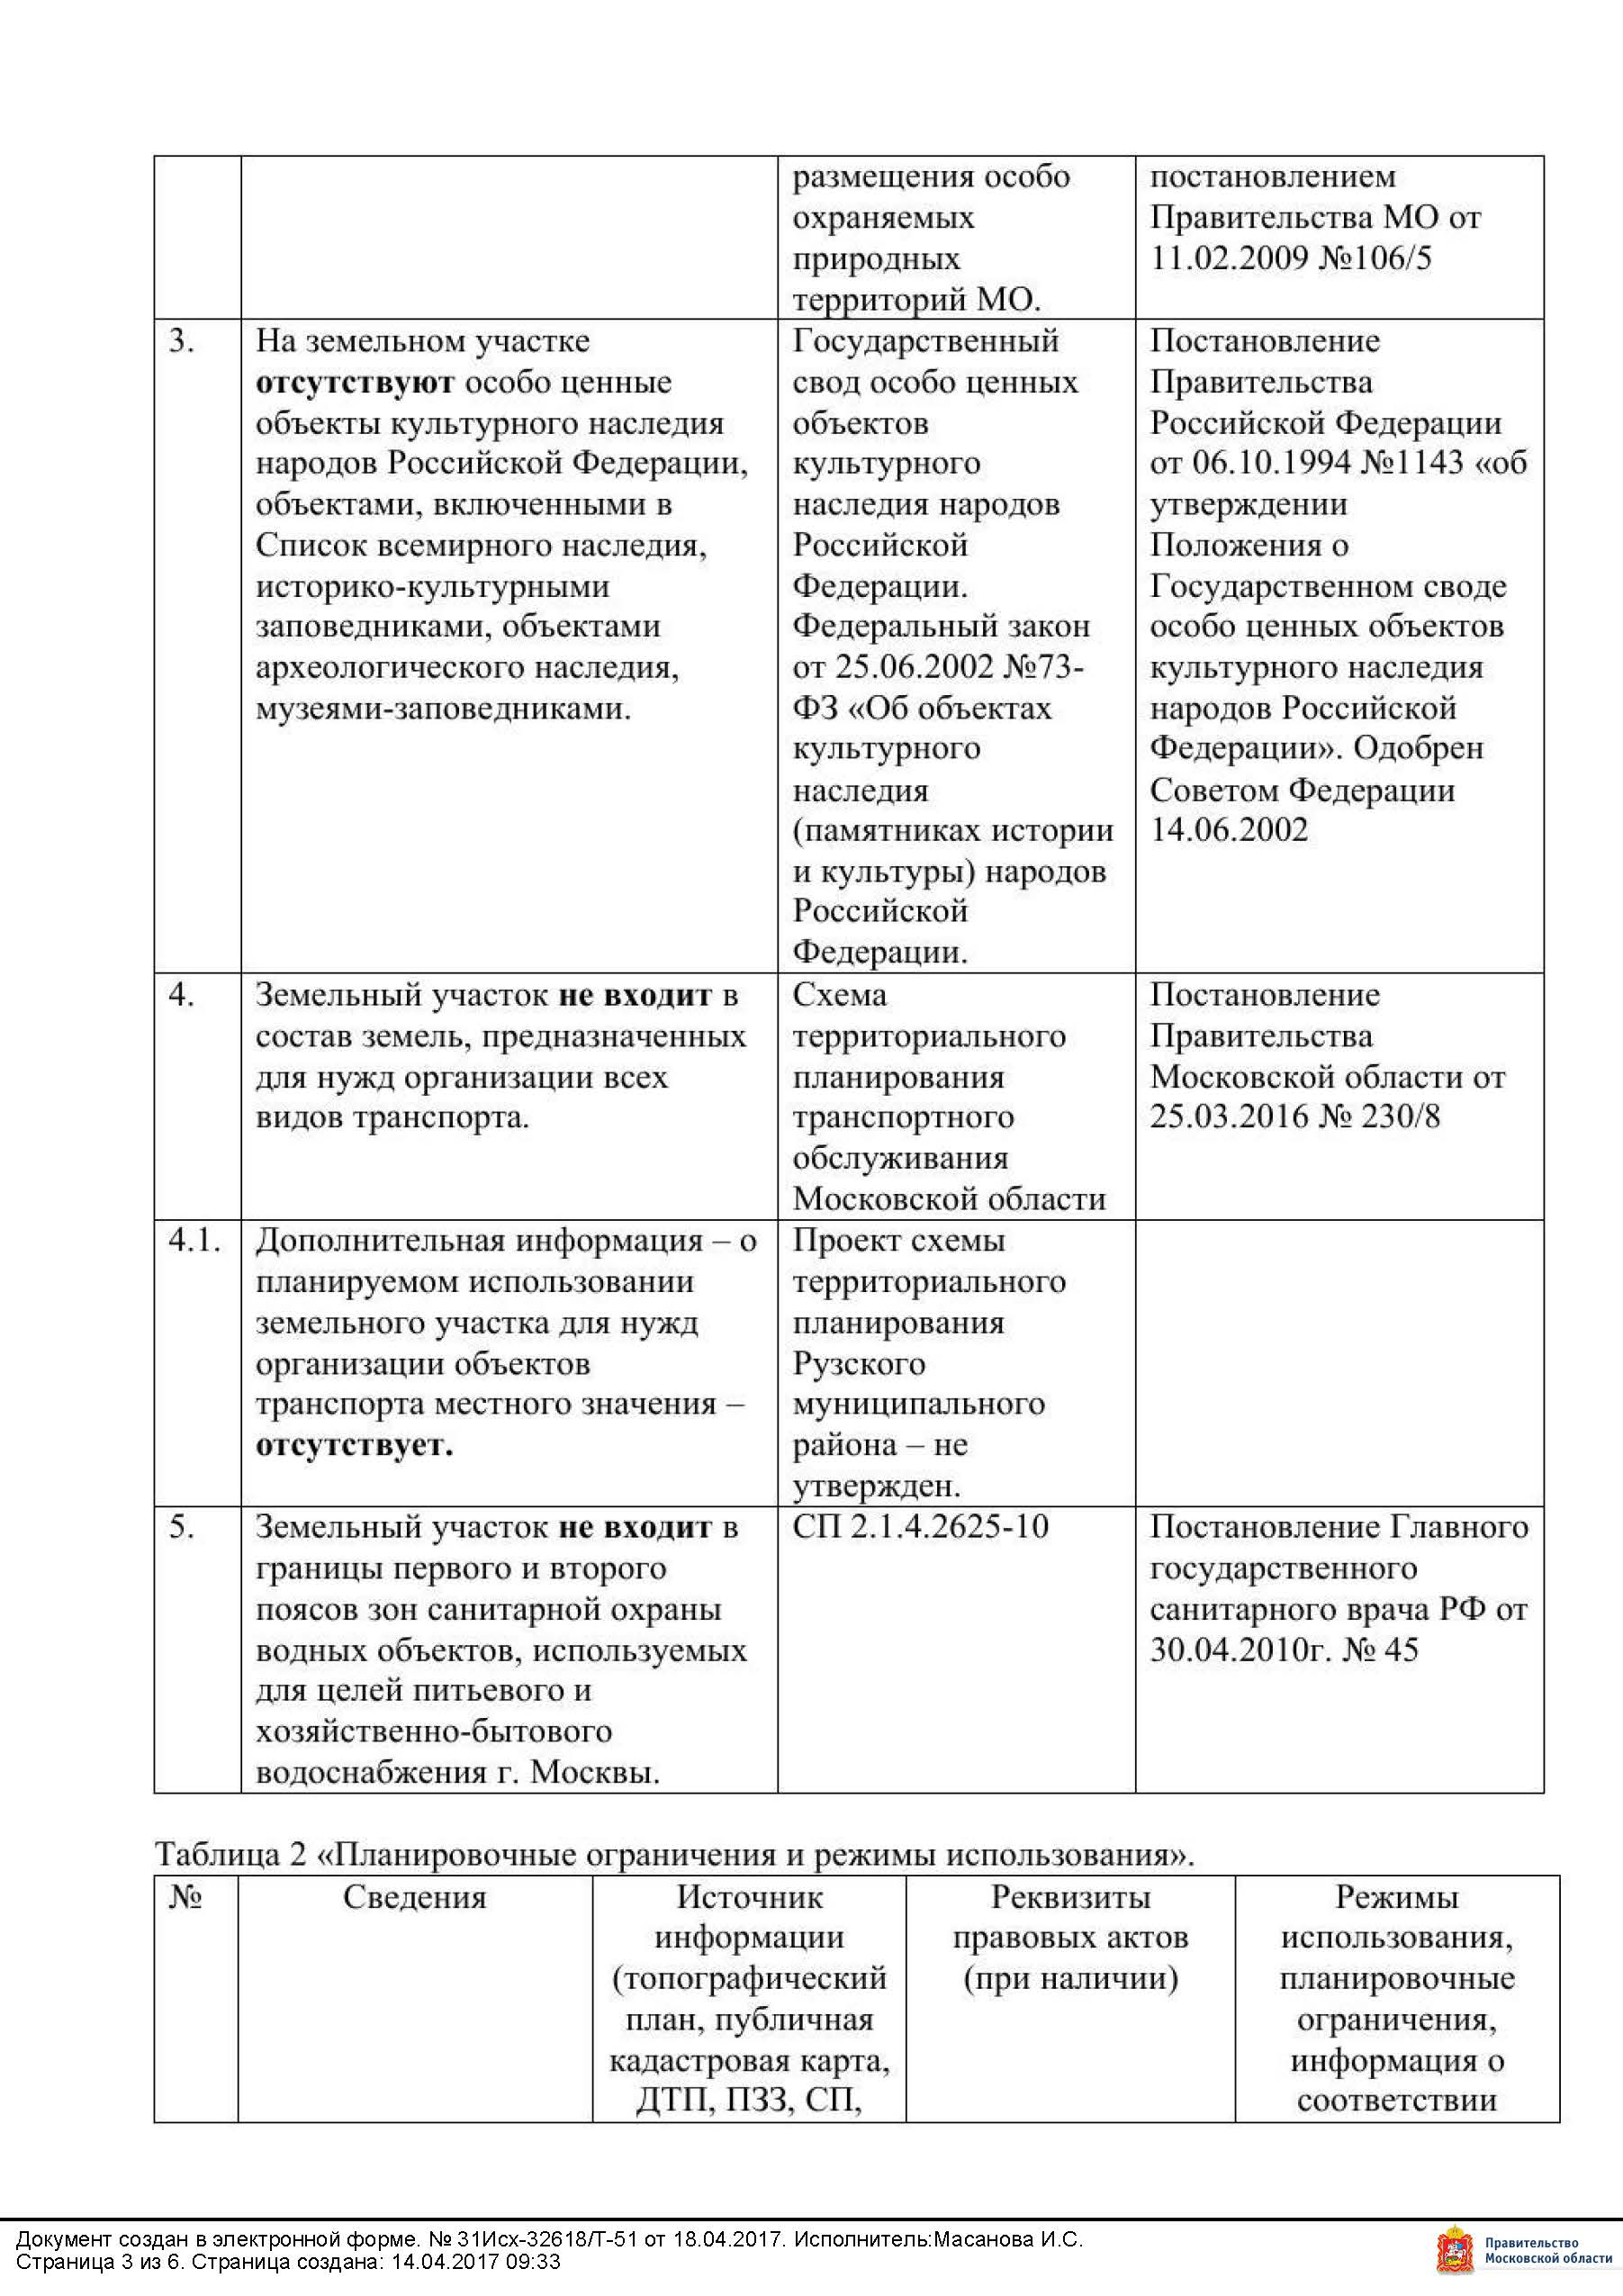 размещения особо
охраняемых
природных
территорий МО.
постановлением
Правительства МО от
11.02.2009 №106/5
3.
На земельном участке
отсутствуют особо ценные
объекты культурного наследия
народов Российской Федерации,
объектами, включенными в
Список всемирного наследия,
историко-культурными
заповедниками, объектами
археологического наследия,
музеями-заповедниками.
Государственный
свод особо ценных
объектов
культурного
наследия народов
Российской
Федерации.
Федеральный закон
от 25.06.2002 №73-
ФЗ «Об объектах
культурного
наследия
(памятниках истории
и культуры) народов
Российской
Федерации.
Постановление
Правительства
Российской Федерации
от 06.10.1994 №1143 «об
утверждении
Положения о
Государственном своде
особо ценных объектов
культурного наследия
народов Российской
Федерации». Одобрен
Советом Федерации
14.06.2002
4.
Земельный участок не входит в
состав земель, предназначенных
для нужд организации всех
видов транспорта.
Схема
территориального
планирования
транспортного
обслуживания
Московской области
Постановление
Правительства
Московской области от
25.03.2016 № 230/8
4.1.
Дополнительная информация – о
планируемом использовании
земельного участка для нужд
организации объектов
транспорта местного значения –
отсутствует.
Проект схемы
территориального
планирования
Рузского
муниципального
района – не
утвержден.
5.
Земельный участок не входит в
границы первого и второго
поясов зон санитарной охраны
водных объектов, используемых
для целей питьевого и
хозяйственно-бытового
водоснабжения г. Москвы.
СП 2.1.4.2625-10
Постановление Главного
государственного
санитарного врача РФ от
30.04.2010г. № 45
Таблица 2 «Планировочные ограничения и режимы использования».
№
Сведения
Источник
информации
(топографический
план, публичная
кадастровая карта,
ДТП, ПЗЗ, СП,
Реквизиты
правовых актов
(при наличии)
Режимы
использования,
планировочные
ограничения,
информация о
соответствии
Документ создан в электронной форме. № 31Исх-32618/Т-51 от 18.04.2017. Исполнитель:Масанова И.С.
Страница 3 из 6. Страница создана: 14.04.2017 09:33
Правительство
Московской области